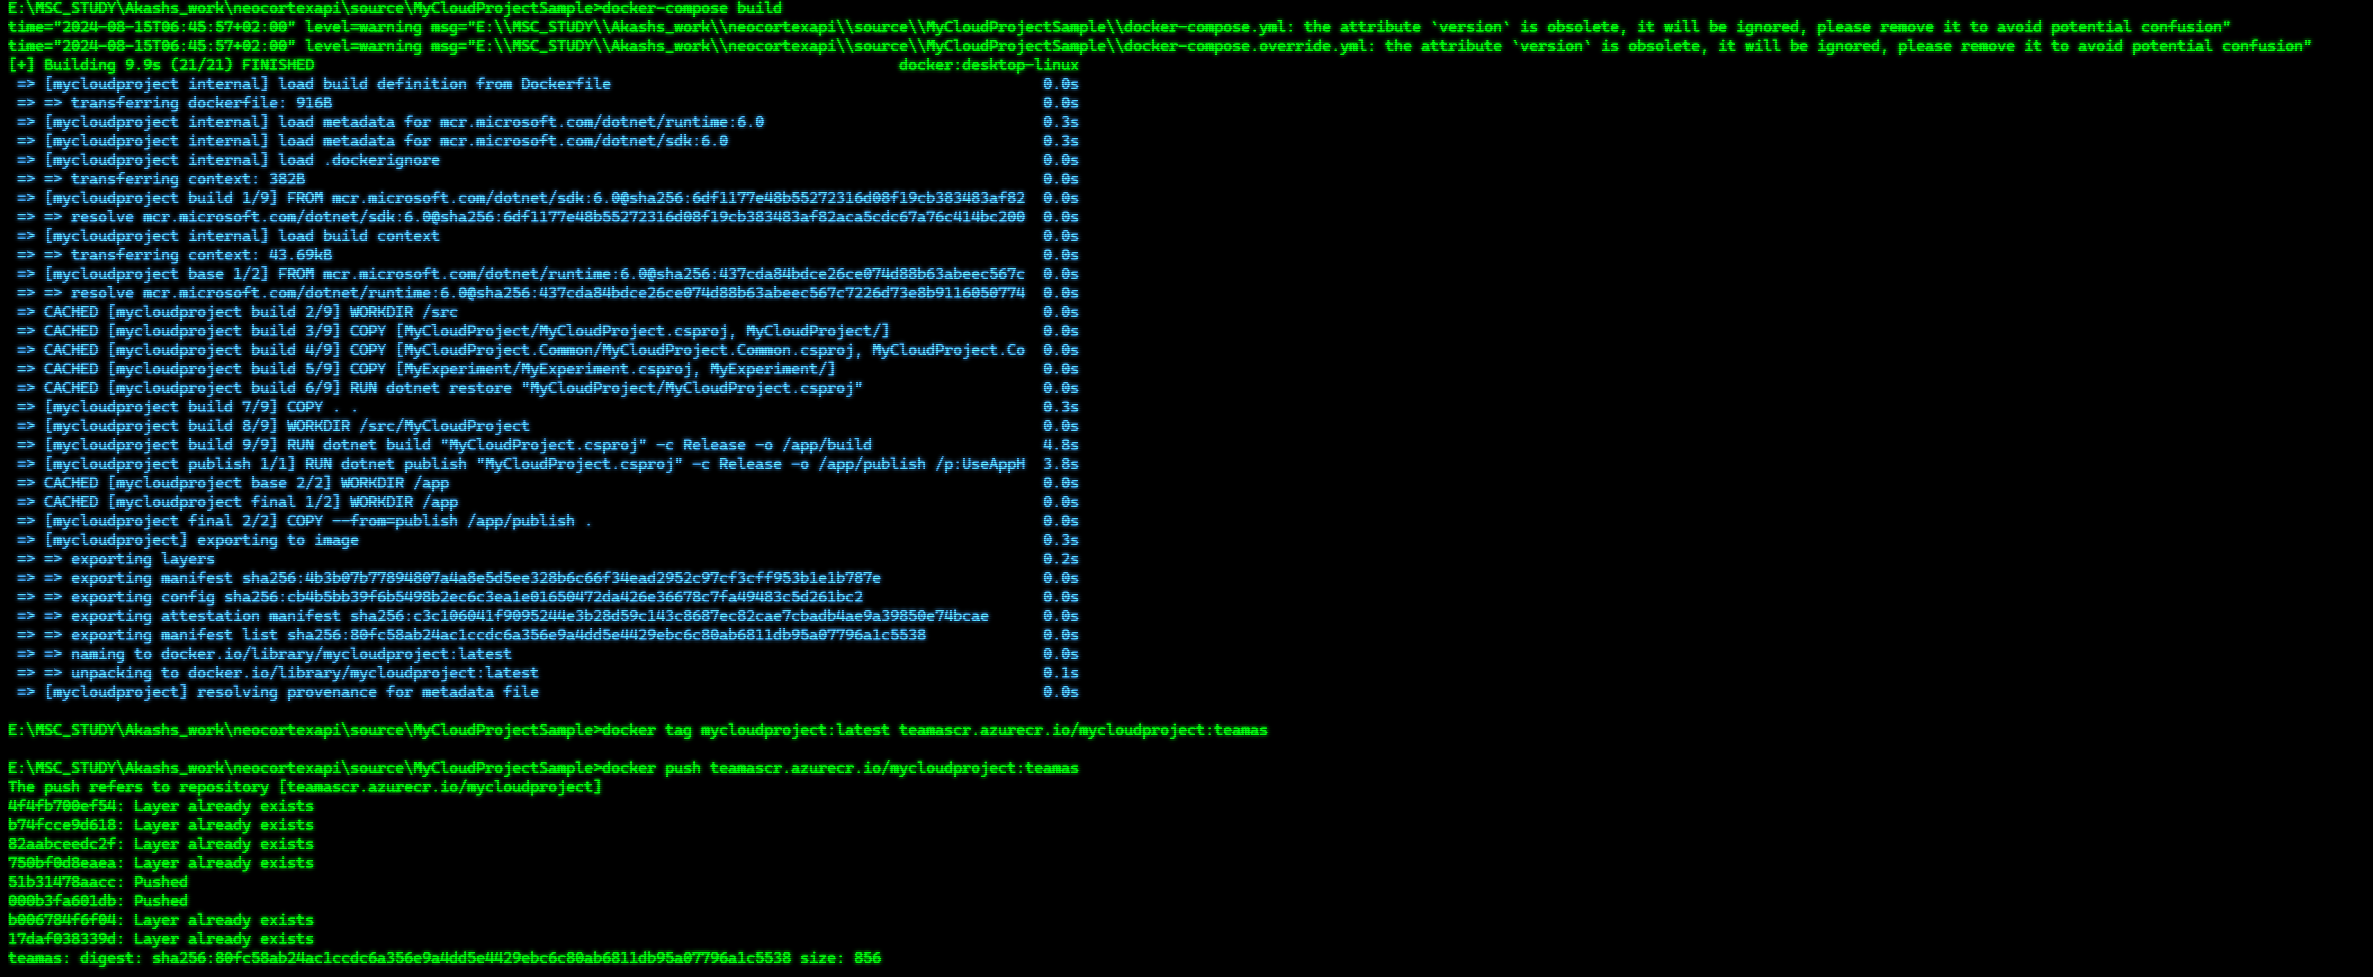 E:\MSC_STUDY\Akashs_work\neocortexapi\source\MyCloudProjectSample>docker-compose build
time="2024-08-15T06:45:57+02:00" level=warning msg="E:\\MSC_STUDY\\Akashs_work\\neocortexapi\\source\\MyCloudProjectSample\\docker-compose.yml: the attribute `version` is obsolete, it will be ignored, please remove it to avoid potential confusion"
time="2024-08-15T06:45:57+02:00" level=warning msg="E:\\MSC_STUDY\\Akashs_work\\neocortexapi\\source\\MyCloudProjectSample\\docker-compose.override.yml: the attribute `version` is obsolete, it will be ignored, please remove it to avoid potential confusion"
[+] Building 9.9s (21/21) FINISHED docker:desktop-linux
=> [mycloudproject internal] load build definition from Dockerfile 0.0s
=> => transferring dockerfile: 916B 0.0s
=> [mycloudproject internal] load metadata for mcr.microsoft.com/dotnet/runtime:6.0 0.3s
=> [mycloudproject internal] load metadata for mcr.microsoft.com/dotnet/sdk:6.0 0.3s
=> [mycloudproject internal] load .dockerignore 0.0s
=> => transferring context: 382B 0.0s
=> [mycloudproject build 1/9] FROM mcr.microsoft.com/dotnet/sdk:6.0@sha256:6df1177e48b55272316d08f19cb383483af82 0.0s
=> => resolve mcr.microsoft.com/dotnet/sdk:6.0@sha256:6df1177e48b55272316d08f19cb383483af82aca5cdc67a76c414bc200 0.0s
=> [mycloudproject internal] load build context 0.0s
=> => transferring context: 43.69kB 0.0s
=> [mycloudproject base 1/2] FROM mcr.microsoft.com/dotnet/runtime:6.0@sha256:437cda84bdce26ce074d88b63abeec567c 0.0s
=> => resolve mcr.microsoft.com/dotnet/runtime:6.0@sha256:437cda84bdce26ce074d88b63abeec567c7226d73e8b9116050774 0.0s
=> CACHED [mycloudproject build 2/9] WORKDIR /src 0.0s
=> CACHED [mycloudproject build 3/9] COPY [MyCloudProject/MyCloudProject.csproj, MyCloudProject/] 0.0s
=> CACHED [mycloudproject build 4/9] COPY [MyCloudProject.Common/MyCloudProject.Common.csproj, MyCloudProject.Co 0.0s
=> CACHED [mycloudproject build 5/9] COPY [MyExperiment/MyExperiment.csproj, MyExperiment/] 0.0s
=> CACHED [mycloudproject build 6/9] RUN dotnet restore "MyCloudProject/MyCloudProject.csproj" 0.0s
=> [mycloudproject build 7/9] COPY . . 0.3s
=> [mycloudproject build 8/9] WORKDIR /src/MyCloudProject 0.0s
=> [mycloudproject build 9/9] RUN dotnet build "MyCloudProject.csproj" -c Release -o /app/build 4.8s
=> [mycloudproject publish 1/1] RUN dotnet publish "MyCloudProject.csproj" -c Release -o /app/publish /p:UseAppH 3.8s
=> CACHED [mycloudproject base 2/2] WORKDIR /app 0.0s
=> CACHED [mycloudproject final 1/2] WORKDIR /app 0.0s
=> [mycloudproject final 2/2] COPY --from=publish /app/publish . 0.0s
=> [mycloudproject] exporting to image 0.3s
=> => exporting layers 0.2s
=> => exporting manifest sha256:4b3b07b77894807a4a8e5d5ee328b6c66f34ead2952c97cf3cff953b1e1b787e 0.0s
=> => exporting config sha256:cb4b5bb39f6b5498b2ec6c3ea1e01650472da426e36678c7fa49483c5d261bc2 0.0s
=> => exporting attestation manifest sha256:c3c106041f9095244e3b28d59c143c8687ec82cae7cbadb4ae9a39850e74bcae 0.0s
=> => exporting manifest list sha256:80fc58ab24ac1ccdc6a356e9a4dd5e4429ebc6c80ab6811db95a07796a1c5538 0.0s
=> => naming to docker.io/library/mycloudproject:latest 0.0s
=> => unpacking to docker.io/library/mycloudproject:latest 0.1s
=> [mycloudproject] resolving provenance for metadata file 0.0s
E:\MSC_STUDY\Akashs_work\neocortexapi\source\MyCloudProjectSample>docker tag mycloudproject:latest teamascr.azurecr.io/mycloudproject:teamas
E:\MSC_STUDY\Akashs_work\neocortexapi\source\MyCloudProjectSample>docker push teamascr.azurecr.io/mycloudproject:teamas
The push refers to repository [teamascr.azurecr.io/mycloudproject]
4f4fb700ef54: Layer already exists
b74fcce9d618: Layer already exists
82aabceedc2f: Layer already exists
750bf0d8eaea: Layer already exists
51b31478aacc: Pushed
000b3fa601db: Pushed
b006784f6f04: Layer already exists
17daf038339d: Layer already exists
teamas: digest: sha256:80fc58ab24ac1ccdc6a356e9a4dd5e4429ebc6c80ab6811db95a07796a1c5538 size: 856